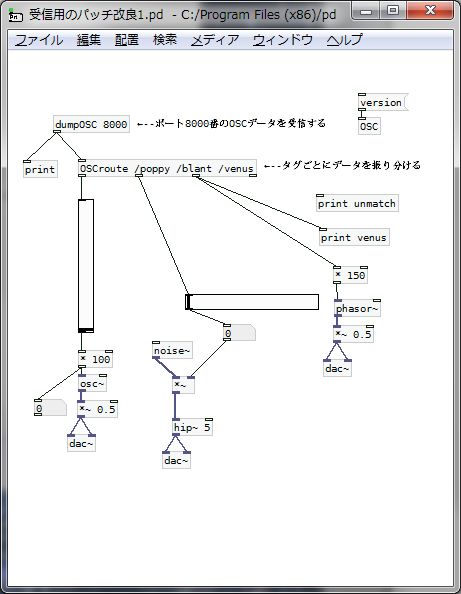 受信用のパッチ改良1.pd - C:/Program Files (x86)/pd
ファイル 編集 配置 検索 メディア ウィンドウ ヘルプ
version
dumpOSC 8000 ←--ポート8000番のOSCデータを受信する
OSC
print
OSCroute /poppy /blant /venus ←--タグごとにデータを振り分ける
print unmatch
print venus
* 150
phasor~
0
*~ 0.5
noise~
* 100
dac~
osc~
*~
0
*~ 0.5
hip~ 5
dac~
dac~